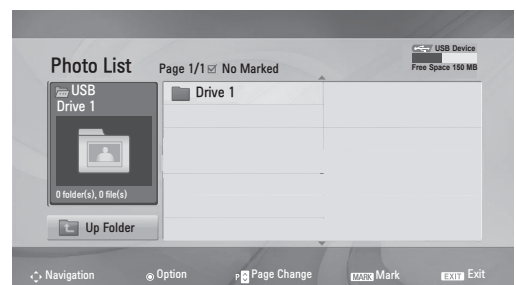 USB Device
Photo List Page 1/1 No Marked Free Space 150 MB
USB
Drive 1
Drive 1
0 folder(s), 0 file(s)
Up Folder
Navigation Option P Page Change MARK Mark EXIT Exit